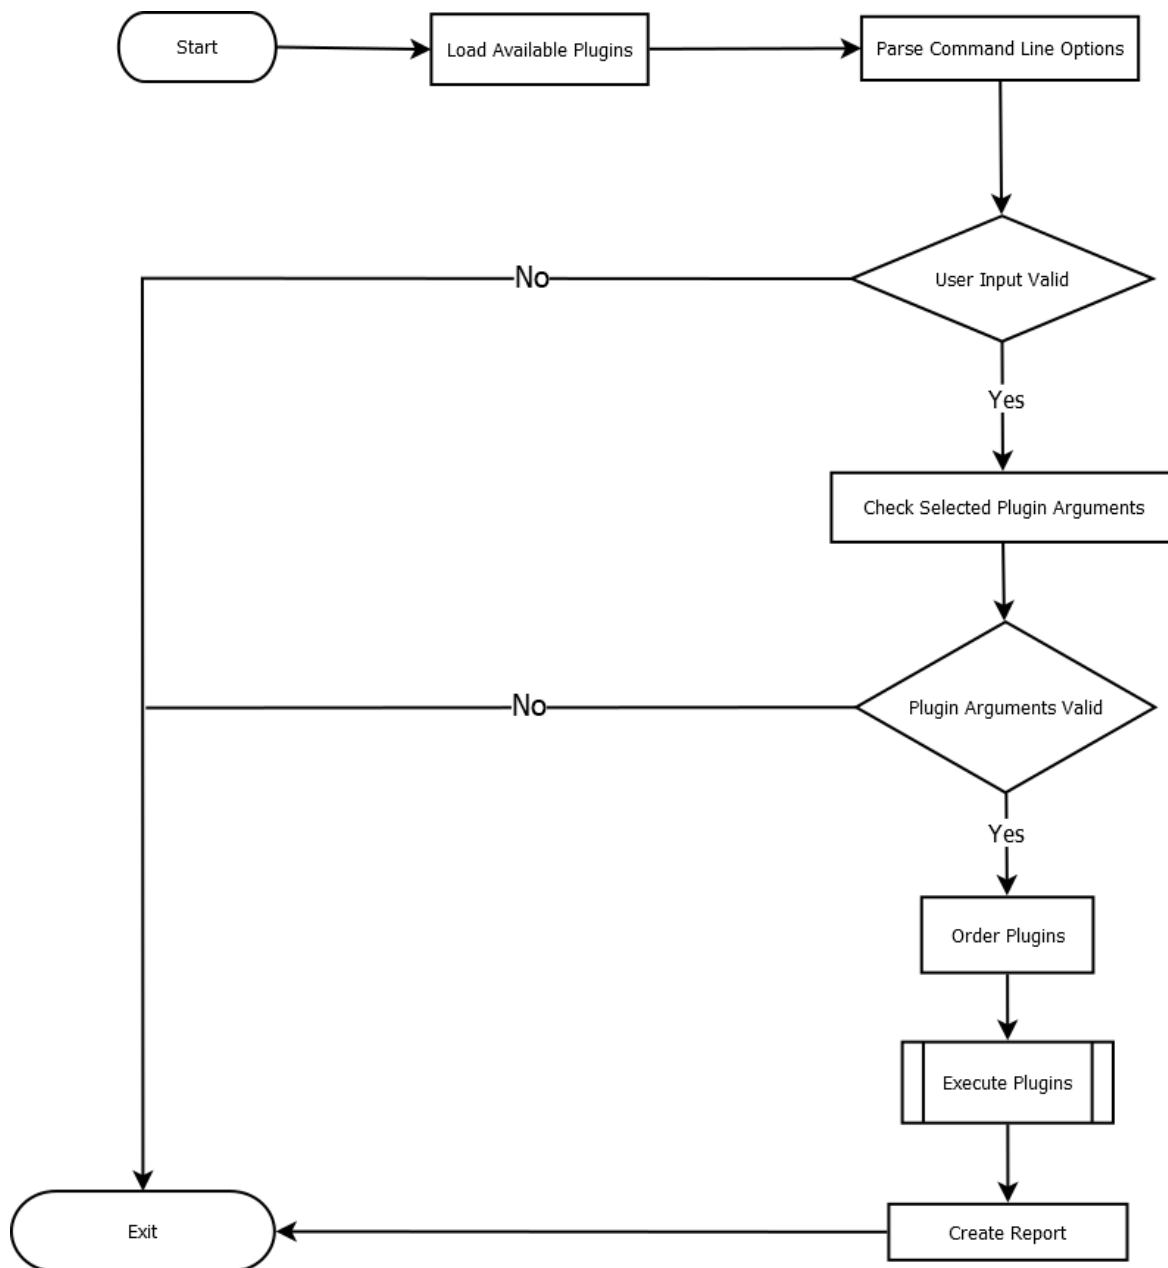 Start
Load Available Plugins
Parse Command Line Options
No
User Input Valid
Yes
Check Selected Plugin Arguments
No
Plugin Arguments Valid
Yes
Order Plugins
Execute Plugins
Exit
Create Report